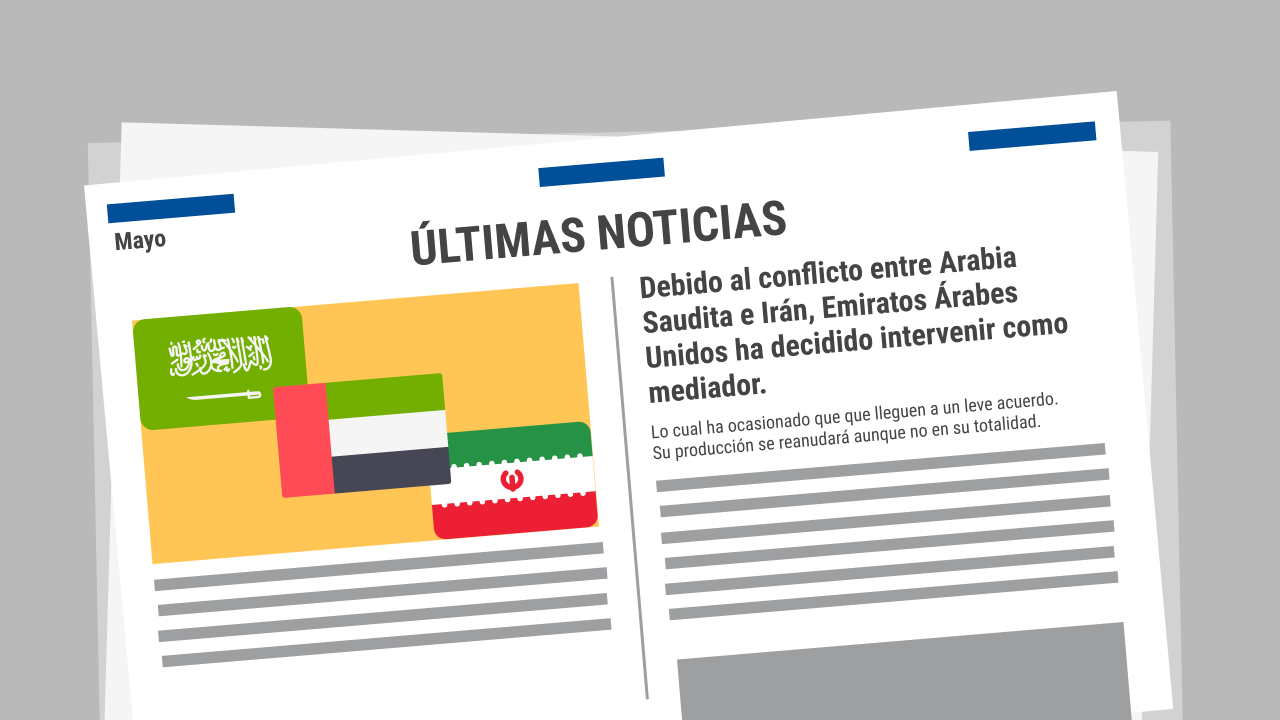 Mayo
ÚLTIMAS NOTICIAS
Debido al conflicto entre Arabia
Saudita e Irán, Emiratos Árabes
Unidos ha decidido intervenir como
mediador.
Lo cual ha ocasionado que que lleguen a un leve acuerdo.
Su producción se reanudará aunque no en su totalidad.